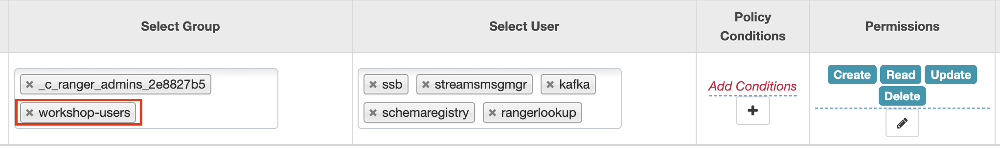 Select Group
Select User
Policy
Conditions
Permissions
× _c_ranger_admins_2e8827b5
× workshop-users
× ssb × streamsmsgmgr × kafka
× schemaregistry × rangerlookup
Add Conditions
+
Create Read Update
Delete